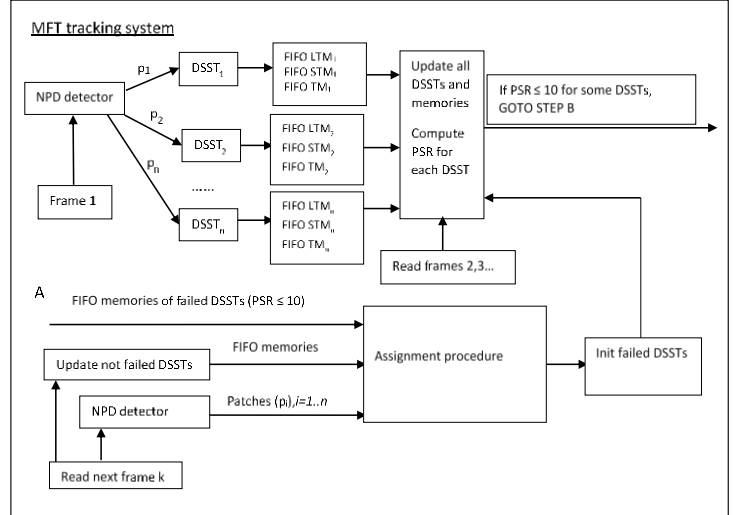 MFT tracking system
NPD detector
Frame 1
p1
p2
pn
DSST1
DSST2
......
DSSTn
FIFO LTM1
FIFO STM1
FIFO TM1
FIFO LTM2
FIFO STM2
FIFO TM2
FIFO LTMn
FIFO STMn
FIFO TMn
Update all
DSSTs and
memories
Compute
PSR for
each DSST
If PSR ≤ 10 for some DSSTs,
GOTO STEP B
Read frames 2,3...
A
FIFO memories of failed DSSTs (PSR ≤ 10)
Update not failed DSSTs
FIFO memories
NPD detector
Patches (pi),i=1..n
Read next frame k
Assignment procedure
Init failed DSSTs